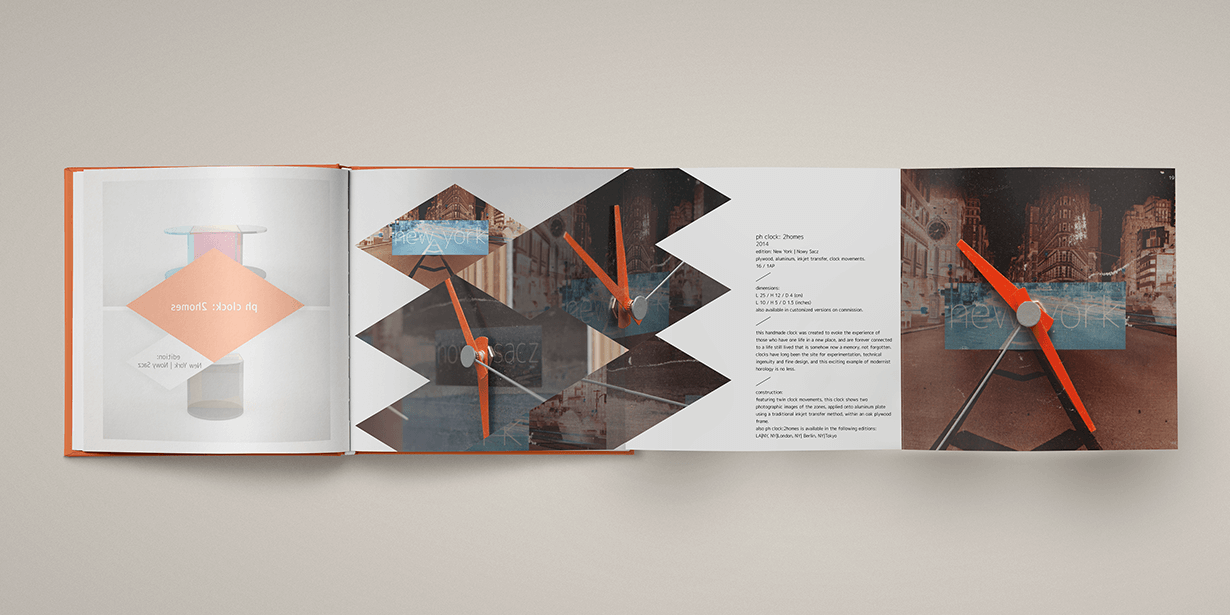 ph clock: 2homes
edition:
New York | Nowy Sacz
new york
nowy sacz
ph clock: 2homes
2014
edition: New York | Nowy Sacz
plywood, aluminum, inkjet transfer, clock movements.
16 / 1AP
dimensions:
L 25 / H 12 / D 4 (cm)
L 10 / H 5 / D 1.5 (inches)
also available in customized versions on commission.
this handmade clock was created to evoke the experience of
those who have one life in a new place, and are forever connected
to a life still lived that is somehow now a memory, not forgotten.
clocks have long been the site for experimentation, technical
ingenuity and fine design, and this exciting example of modernist
horology is no less.
construction:
featuring twin clock movements, this clock shows two
photographic images of the zones, applied onto aluminum plate
using a traditional inkjet transfer method, within an oak plywood
frame.
also ph clock:2homes is available in the following editions:
LA|NY, NY|London, NY| Berlin, NY|Tokyo
new york